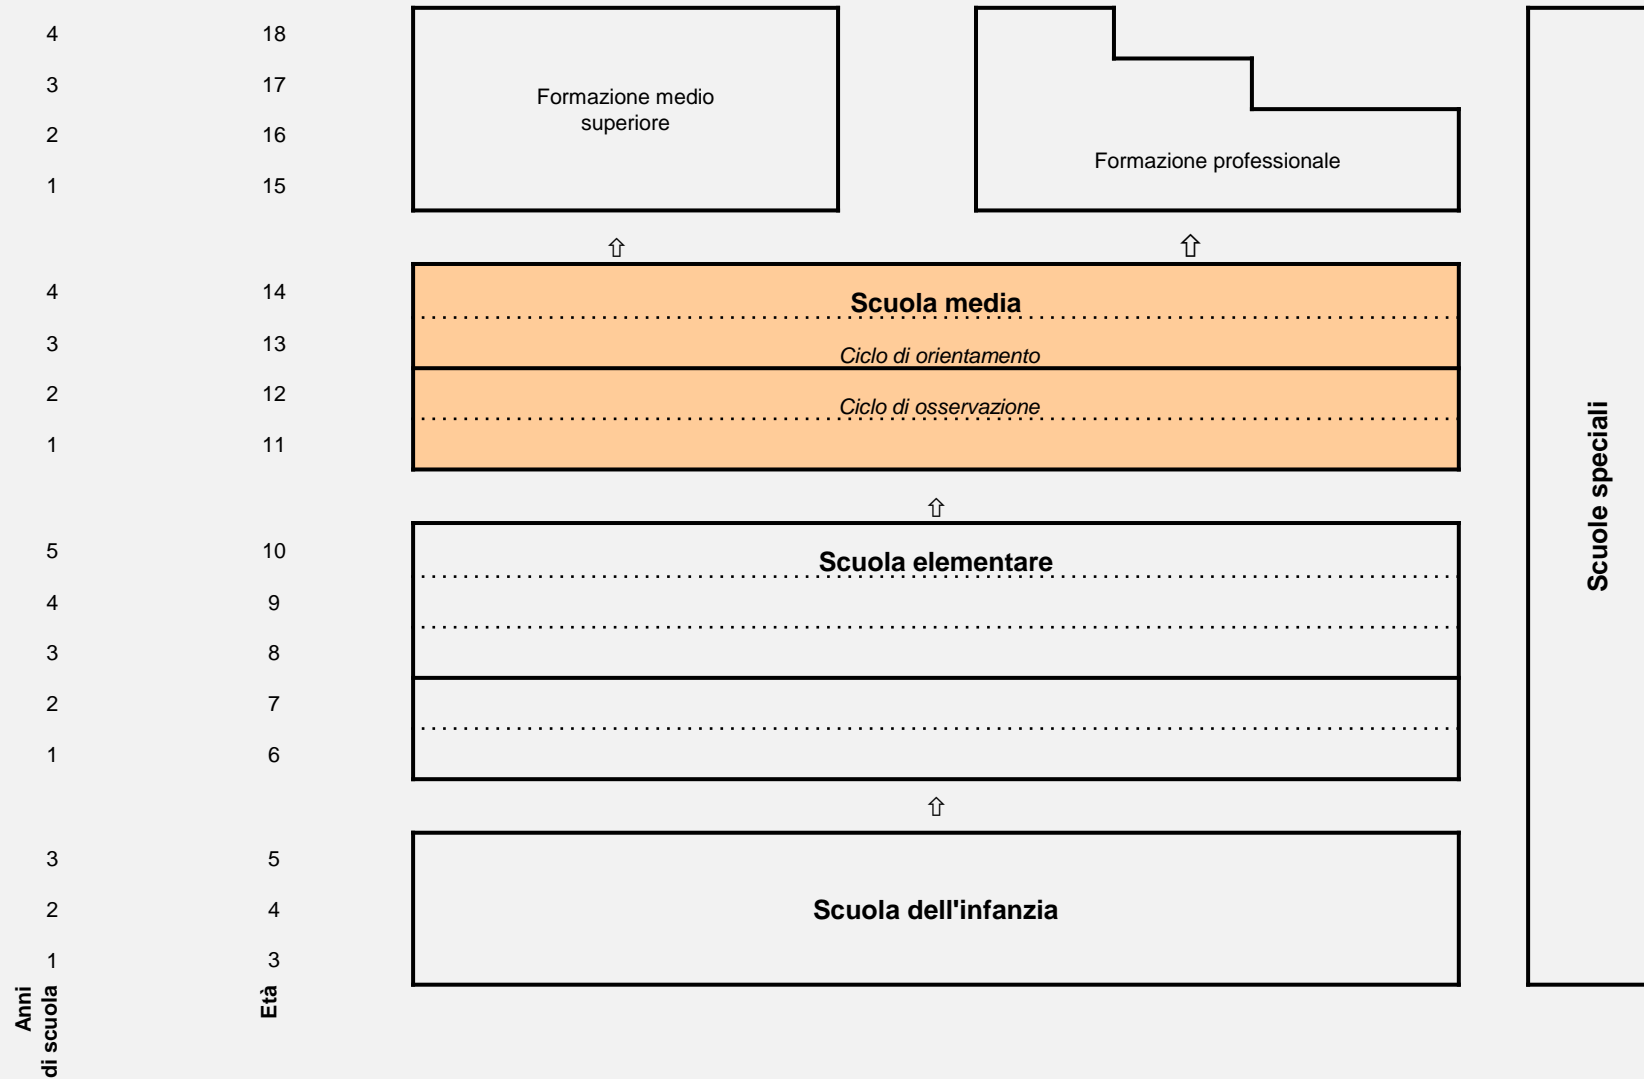 4 18
3 17
Formazione medio
superiore
2 16
Formazione professionale
1 15
⇧ ⇧
4 14
Scuola media
3 13
Ciclo di orientamento
2 12
Ciclo di osservazione
1 11
⇧
5 10
Scuola elementare
4 9
3 8
2 7
1 6
⇧
3 5
2 4
Scuola dell'infanzia
1 3
Anni
di scuola
Età
Scuole speciali